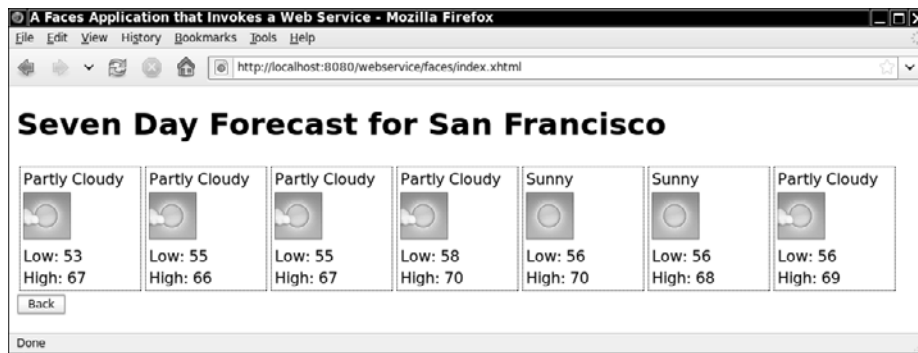 A Faces Application that Invokes a Web Service - Mozilla Firefox
File Edit View History Bookmarks Tools Help
http://localhost:8080/webservice/faces/index.xhtml
Seven Day Forecast for San Francisco
Partly Cloudy Partly Cloudy Partly Cloudy Partly Cloudy Sunny Sunny Partly Cloudy
Low: 53 Low: 55 Low: 55 Low: 58 Low: 56 Low: 56 Low: 56
High: 67 High: 66 High: 67 High: 70 High: 70 High: 68 High: 69
Back
Done